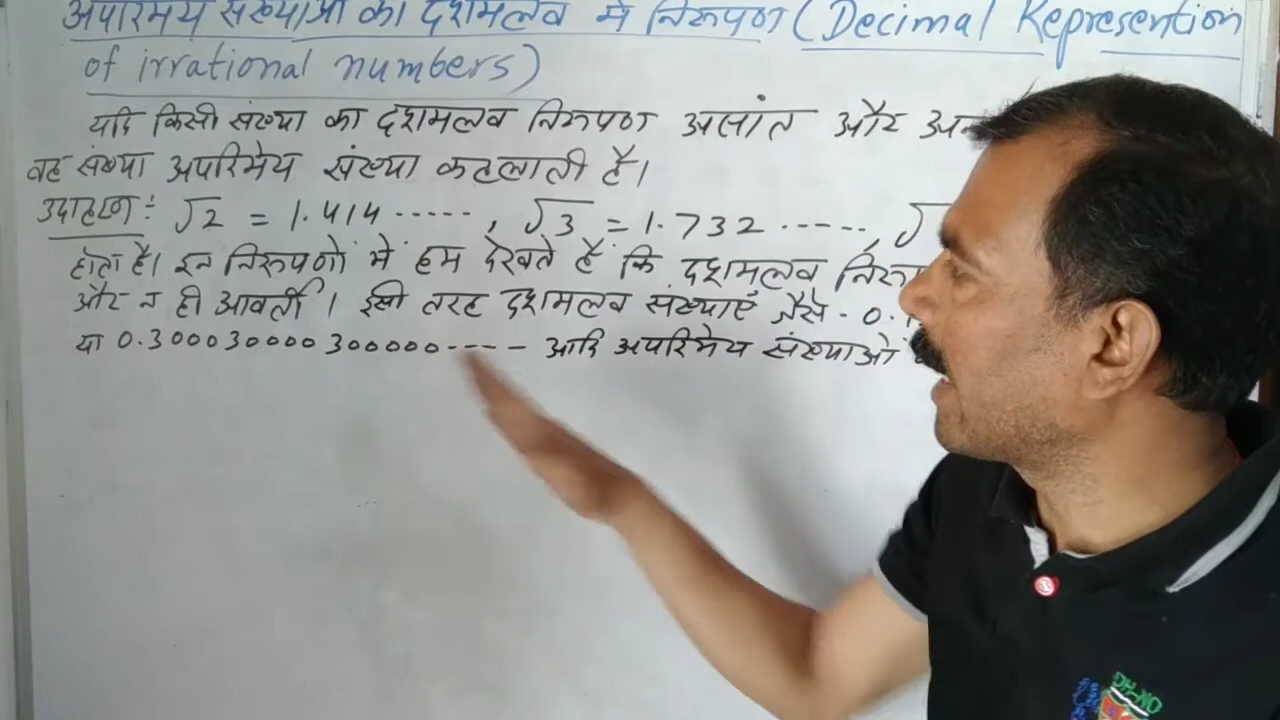 अपरिमेय संख्याओं का दशमलव में निरूपण (Decimal Represention
of irrational numbers)
यदि किसी संख्या का दशमलव निरूपण असांत और
वह संख्या अपरिमेय संख्या कहलाती है।
उदाहरण: √2 = 1.414....., √3 = 1.732....., √
होता है। इन निरूपणों में हम देखते हैं कि दशमलव
और न ही आवर्ती। इसी तरह दशमलव संख्याएँ जैसे - 0.
या 0.300030000300000---- आदि अपरिमेय संख्याओं